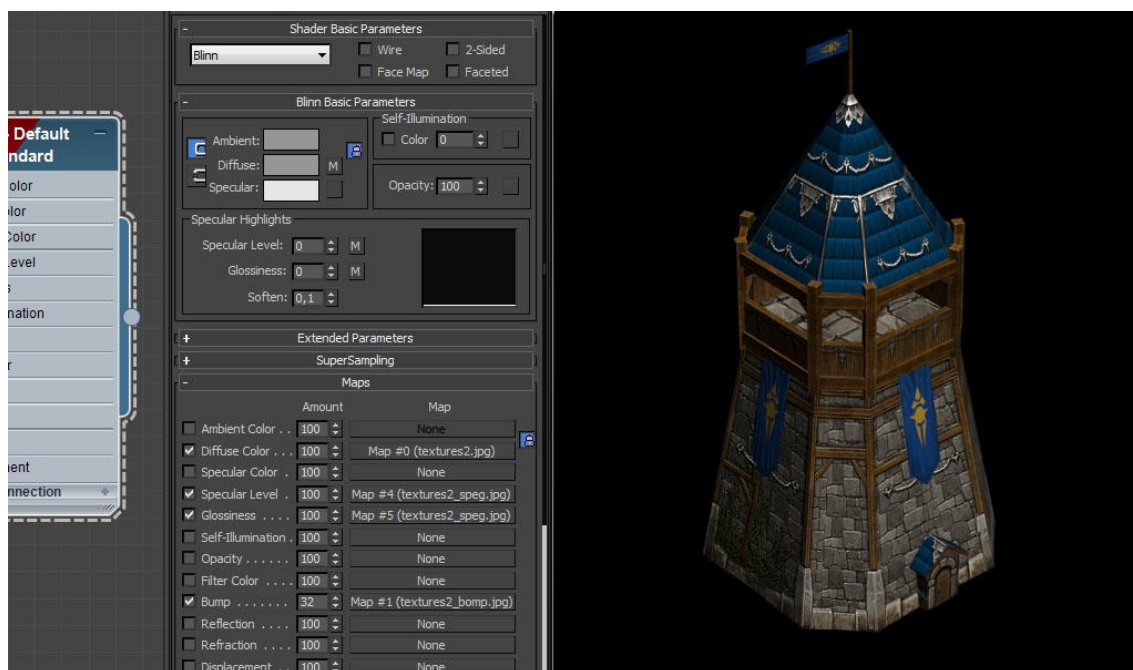 Default
ndard
olor
olor
Color
Level
s
nation
r
nent
nnection
Shader Basic Parameters
Blinn
Wire
2-Sided
Face Map
Faceted
Blinn Basic Parameters
Self-Illumination
Ambient:
Color 0
Diffuse: M
Specular:
Opacity: 100
Specular Highlights
Specular Level: 0 M
Glossiness: 0 M
Soften: 0,1
Extended Parameters
SuperSampling
Maps
Amount Map
Ambient Color . . 100 None
Diffuse Color . . . 100 Map #0 (textures2.jpg)
Specular Color . 100 None
Specular Level . 100 Map #4 (textures2_speg.jpg)
Glossiness . . . . 100 Map #5 (textures2_speg.jpg)
Self-Illumination . 100 None
Opacity . . . . . . 100 None
Filter Color . . . . 100 None
Bump . . . . . . . 32 Map #1 (textures2_bomp.jpg)
Reflection . . . . 100 None
Refraction . . . . 100 None
Displacement . . 100 None